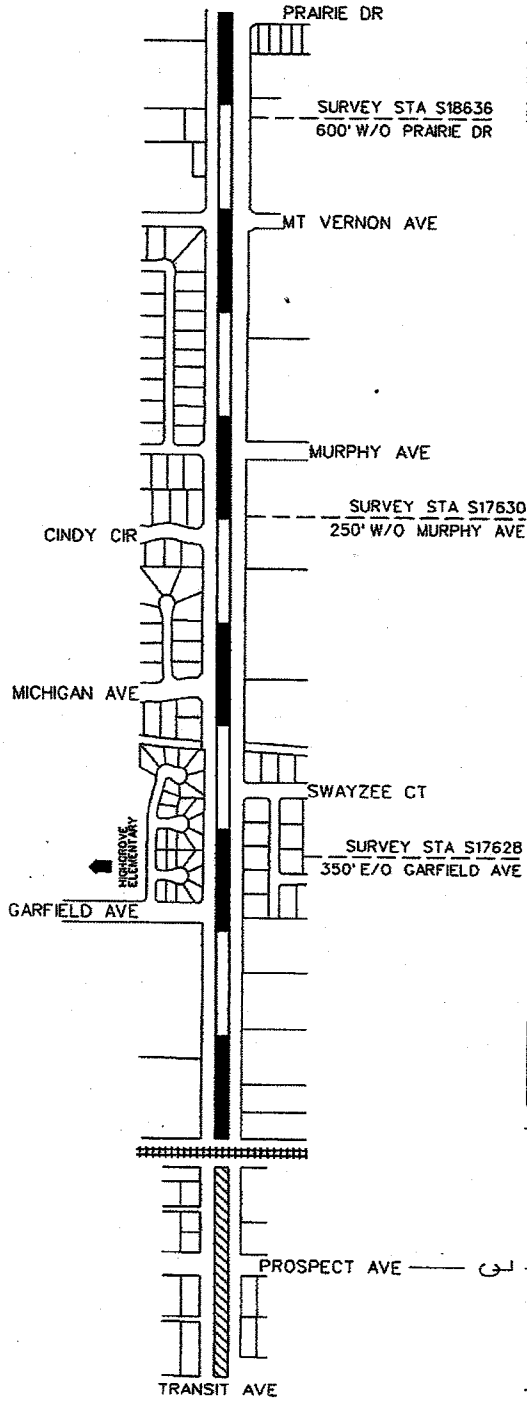 PRAIRIE DR
SURVEY STA S18636
600' W/O PRAIRIE DR
MT VERNON AVE
MURPHY AVE
SURVEY STA S17630
250' W/O MURPHY AVE
CINDY CIR
MICHIGAN AVE
SWAYZEE CT
HIGHGROVE
ELEMENTARY
SURVEY STA S17628
350' E/O GARFIELD AVE
GARFIELD AVE
PROSPECT AVE
TRANSIT AVE